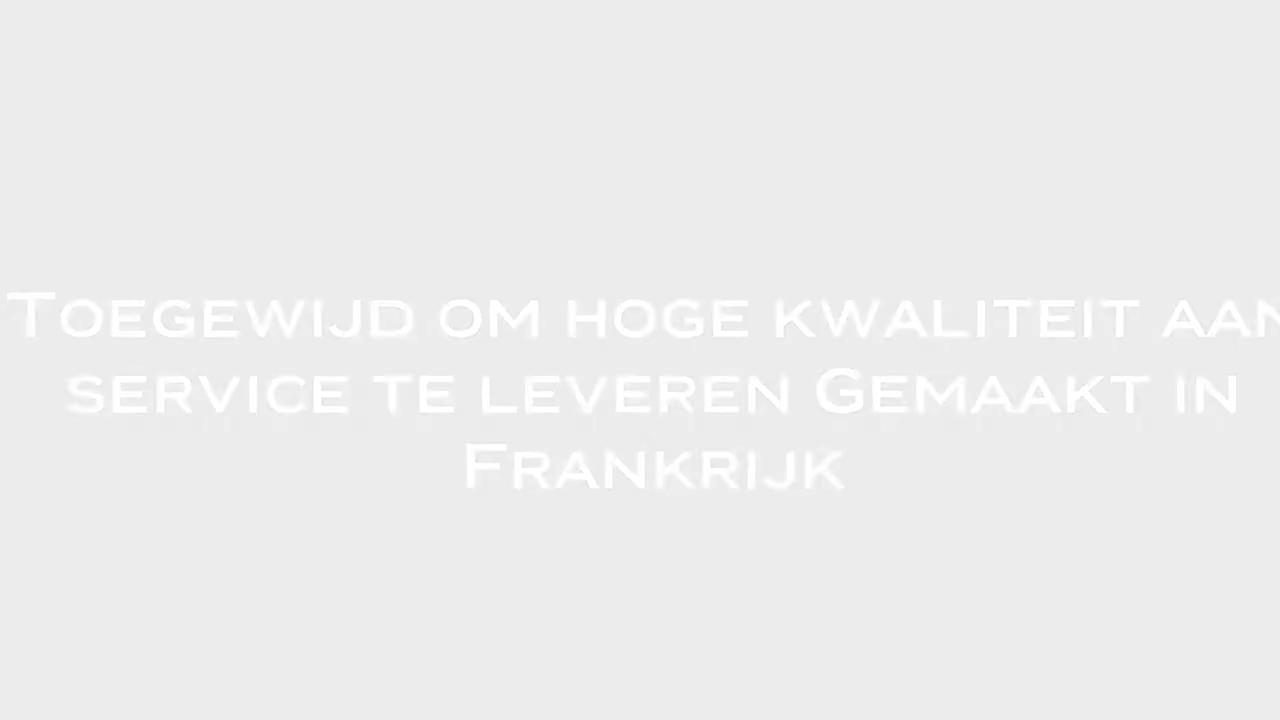 Toegewijd om hoge kwaliteit aan
service te leveren Gemaakt in
Frankrijk